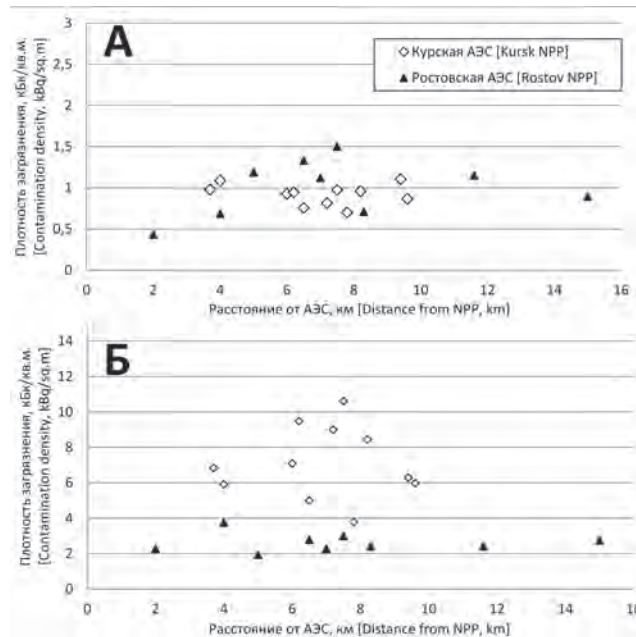 А
Плотность загрязнения, кБк/кв.м.
[Contamination density, kBq/sq.m]
3
2,5
2
1,5
1
0,5
0
◇ Курская АЭС [Kursk NPP]
▲ Ростовская АЭС [Rostov NPP]
0 2 4 6 8 10 12 14 16
Расстояние от АЭС, км [Distance from NPP, km)
Б
Плотность загрязнения, кБк/кв.м.
[Contamination density, kBq/sq.m]
14
12
10
8
6
4
2
0
0 2 4 6 8 10 12 14 16
Расстояние от АЭС, км [Distance from NPP, km]